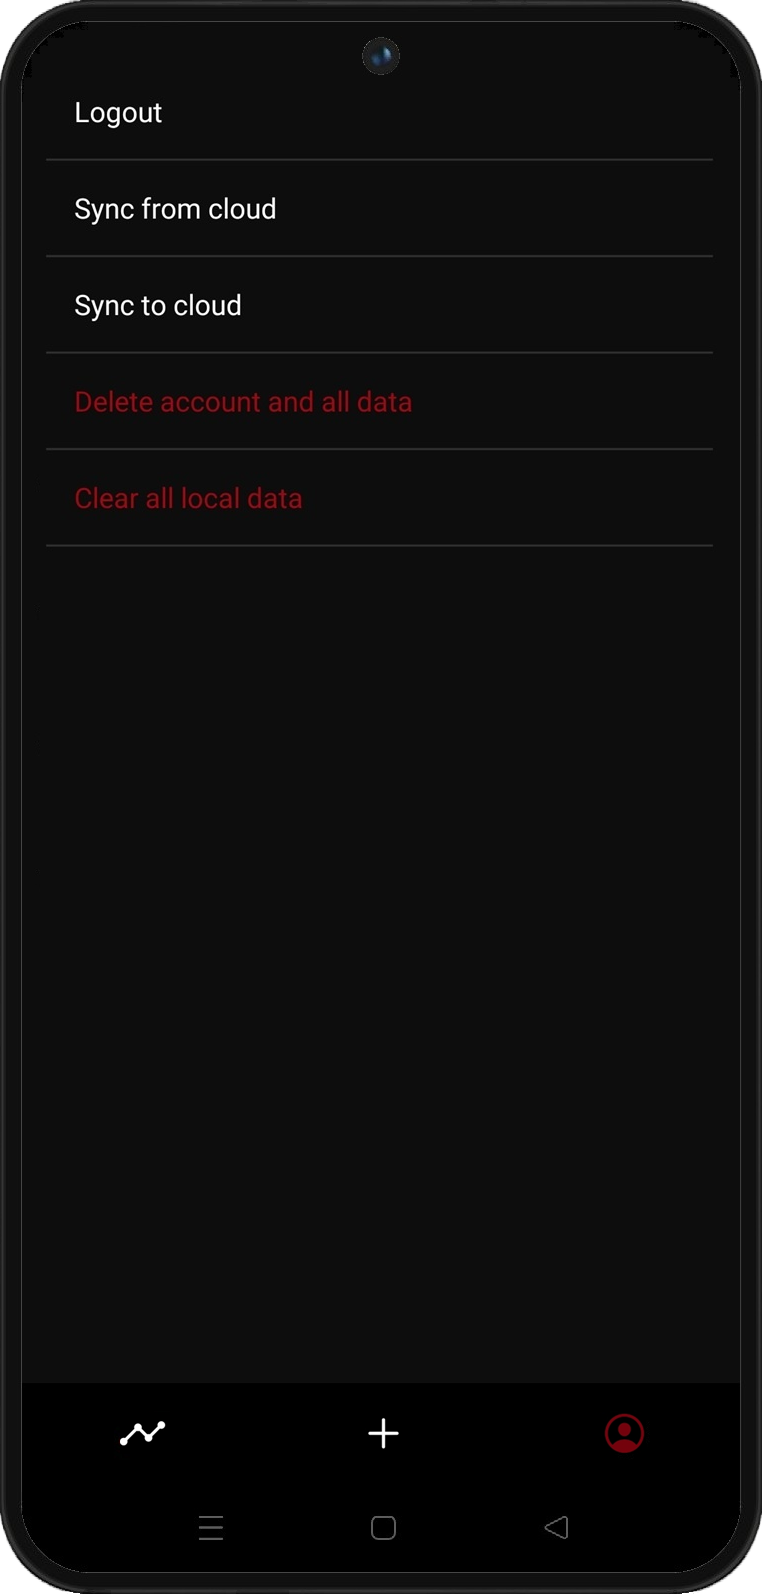 Logout
Sync from cloud
Sync to cloud
Delete account and all data
Clear all local data